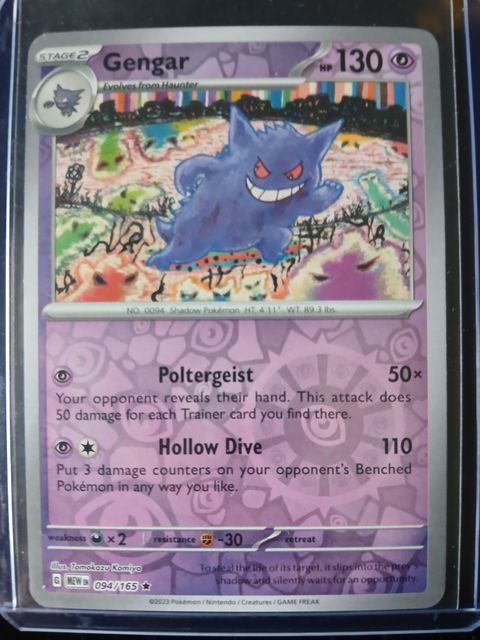 STAGE2
Gengar
HP 130
Evolves from Haunter
NO. 0094 Shadow Pokémon HT: 4'11" WT: 89.3 lbs.
Poltergeist 50×
Your opponent reveals their hand. This attack does
50 damage for each Trainer card you find there.
Hollow Dive 110
Put 3 damage counters on your opponent's Benched
Pokémon in any way you like.
weakness ×2 resistance -30 retreat
Illus. Tomokazu Komiya
G MEW EN 094/165
To steal the life of its target, it slips into the prey's
shadow and silently waits for an opportunity.
©2023 Pokémon / Nintendo / Creatures / GAME FREAK